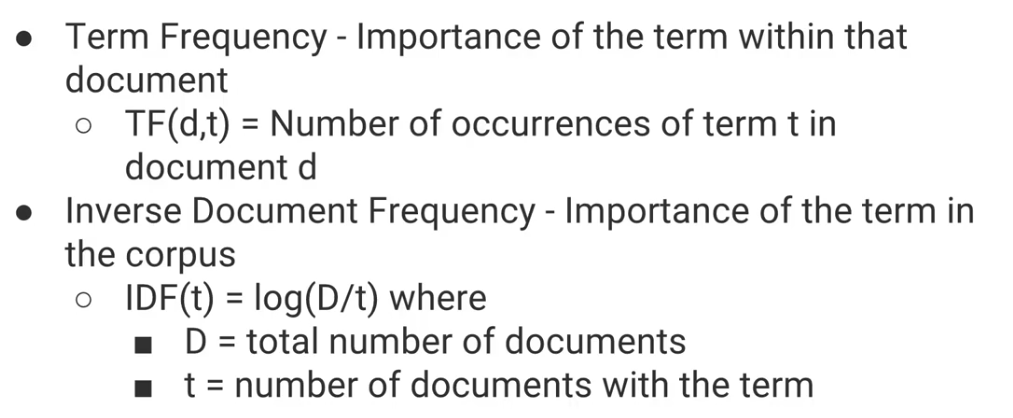 ● Term Frequency - Importance of the term within that
document
○ TF(d,t) = Number of occurrences of term t in
document d
● Inverse Document Frequency - Importance of the term in
the corpus
○ IDF(t) = log(D/t) where
■ D = total number of documents
■ t = number of documents with the term